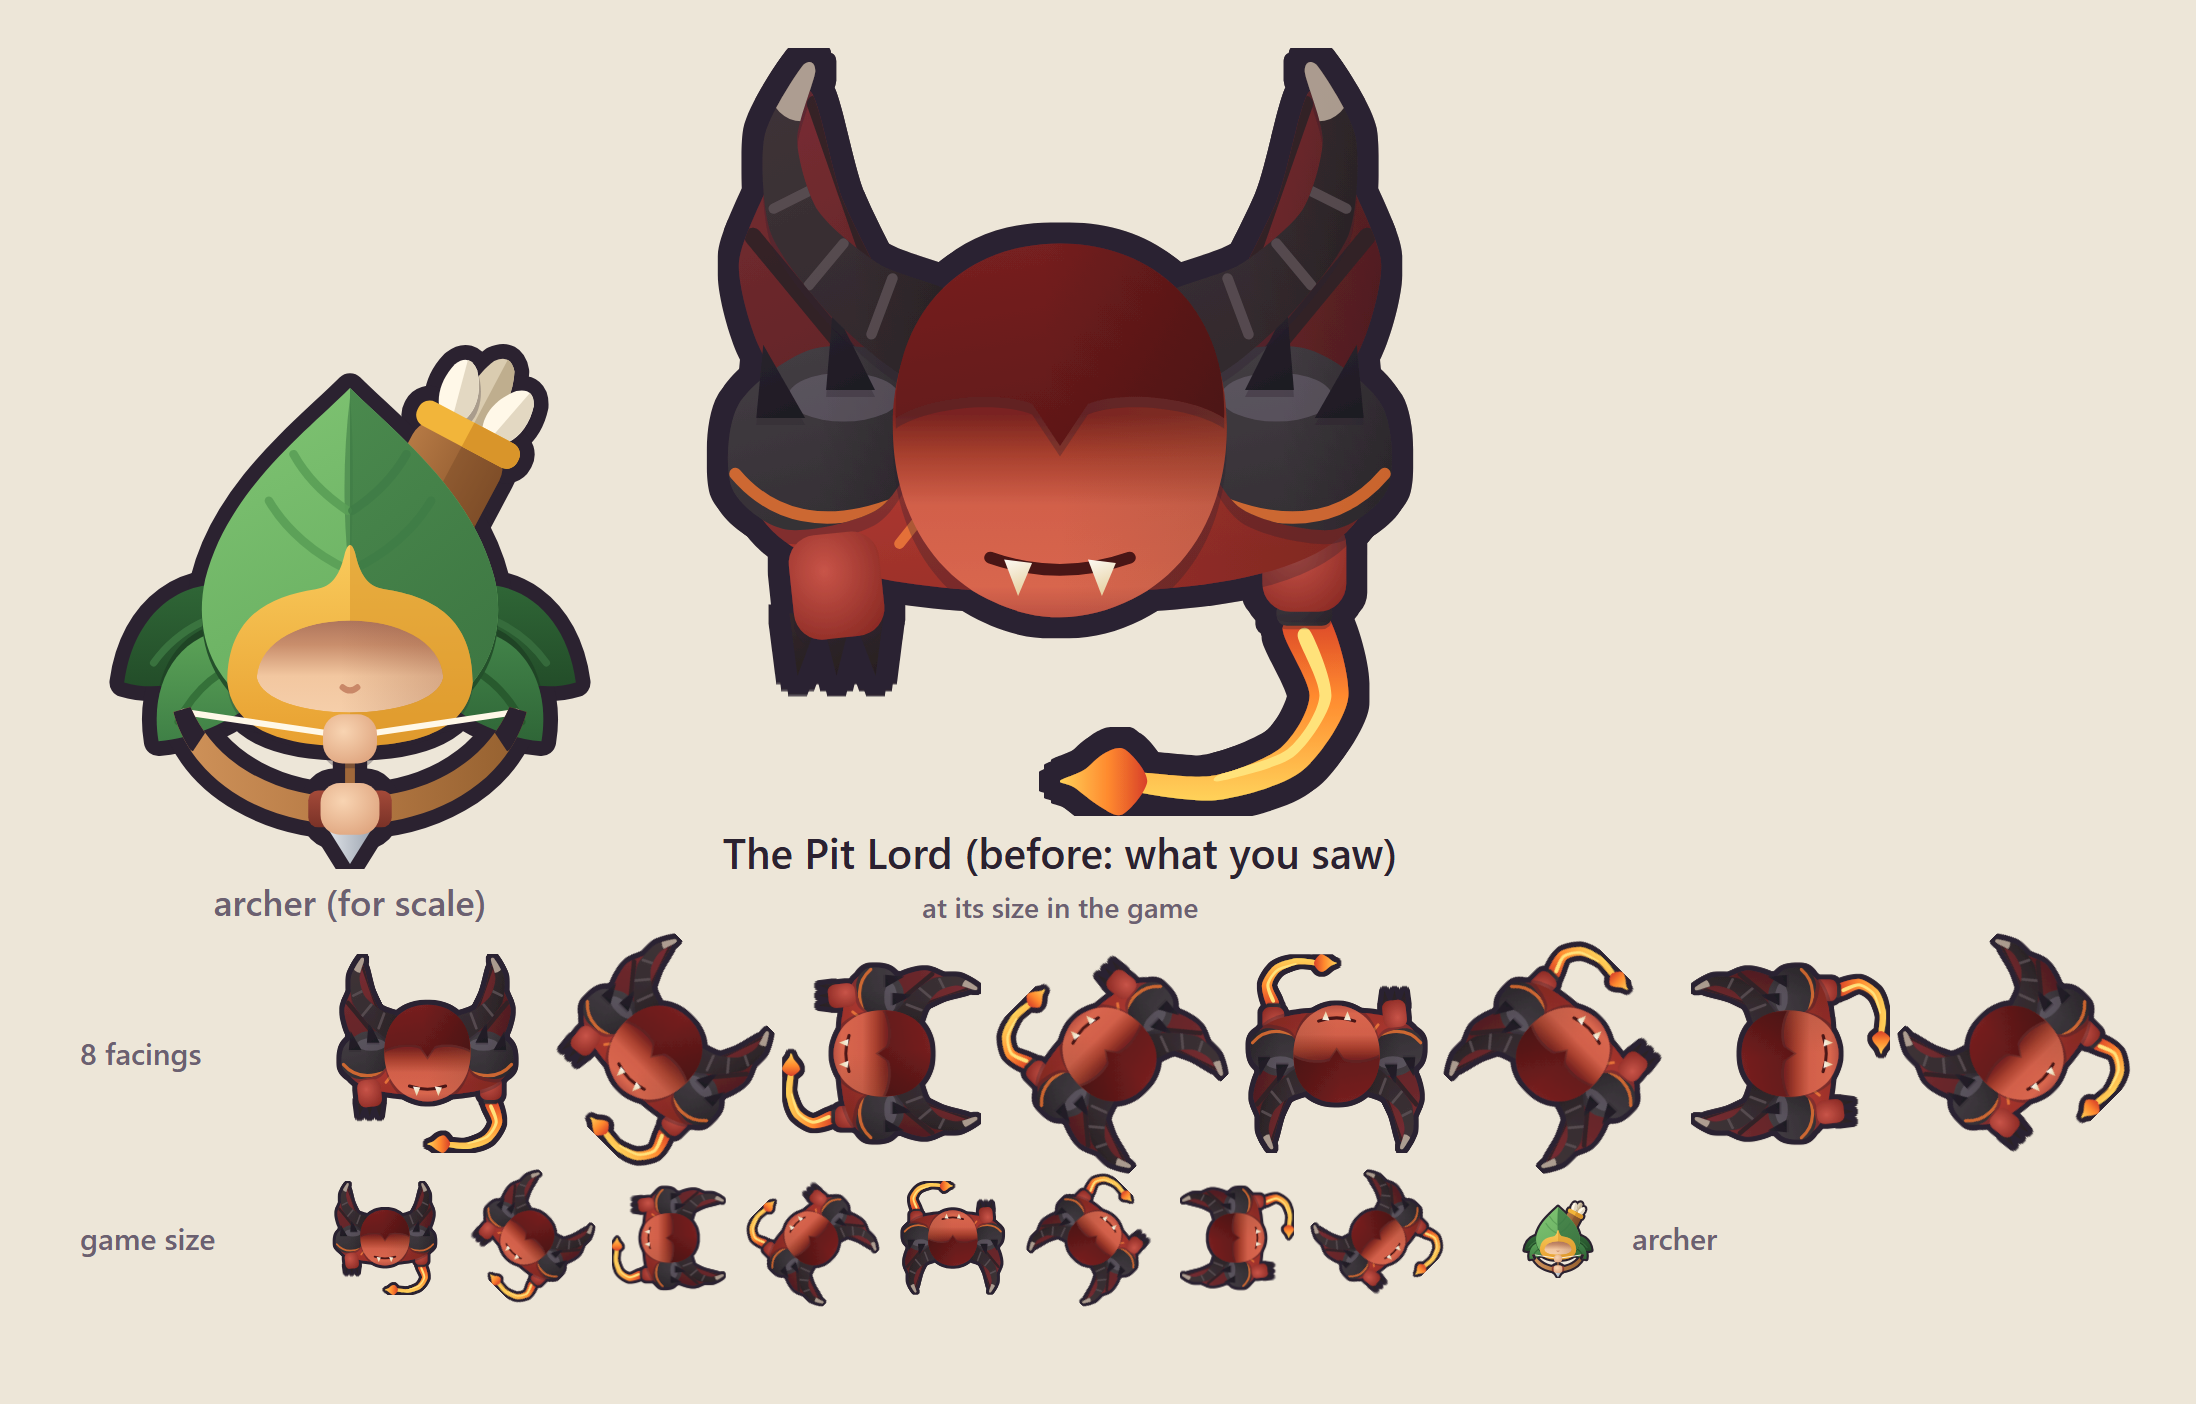 The Pit Lord (before: what you saw)
archer (for scale)
at its size in the game
8 facings
game size
archer